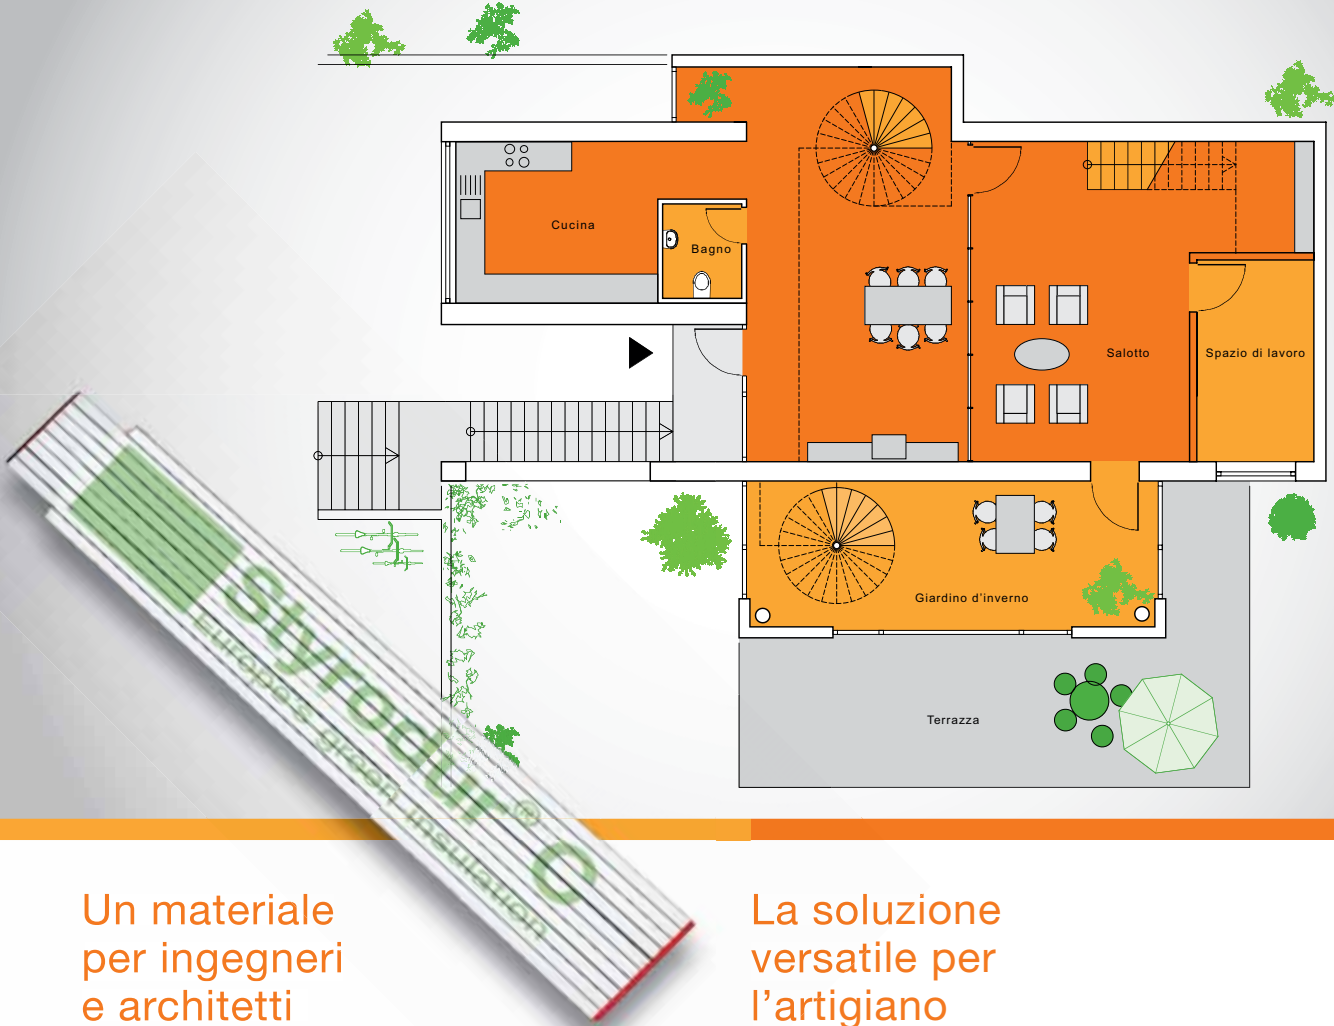 Cucina
Bagno
Salotto
Spazio di lavoro
Giardino d'inverno
Terrazza
Styrodur®
Europe's green insulation
Un materiale
per ingegneri
e architetti
La soluzione
versatile per
l'artigiano